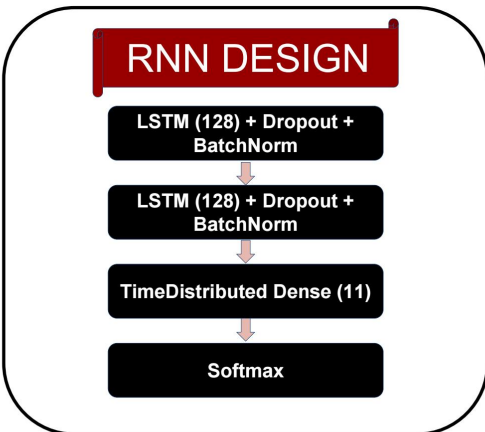 RNN DESIGN
LSTM (128) + Dropout +
BatchNorm
LSTM (128) + Dropout +
BatchNorm
TimeDistributed Dense (11)
Softmax